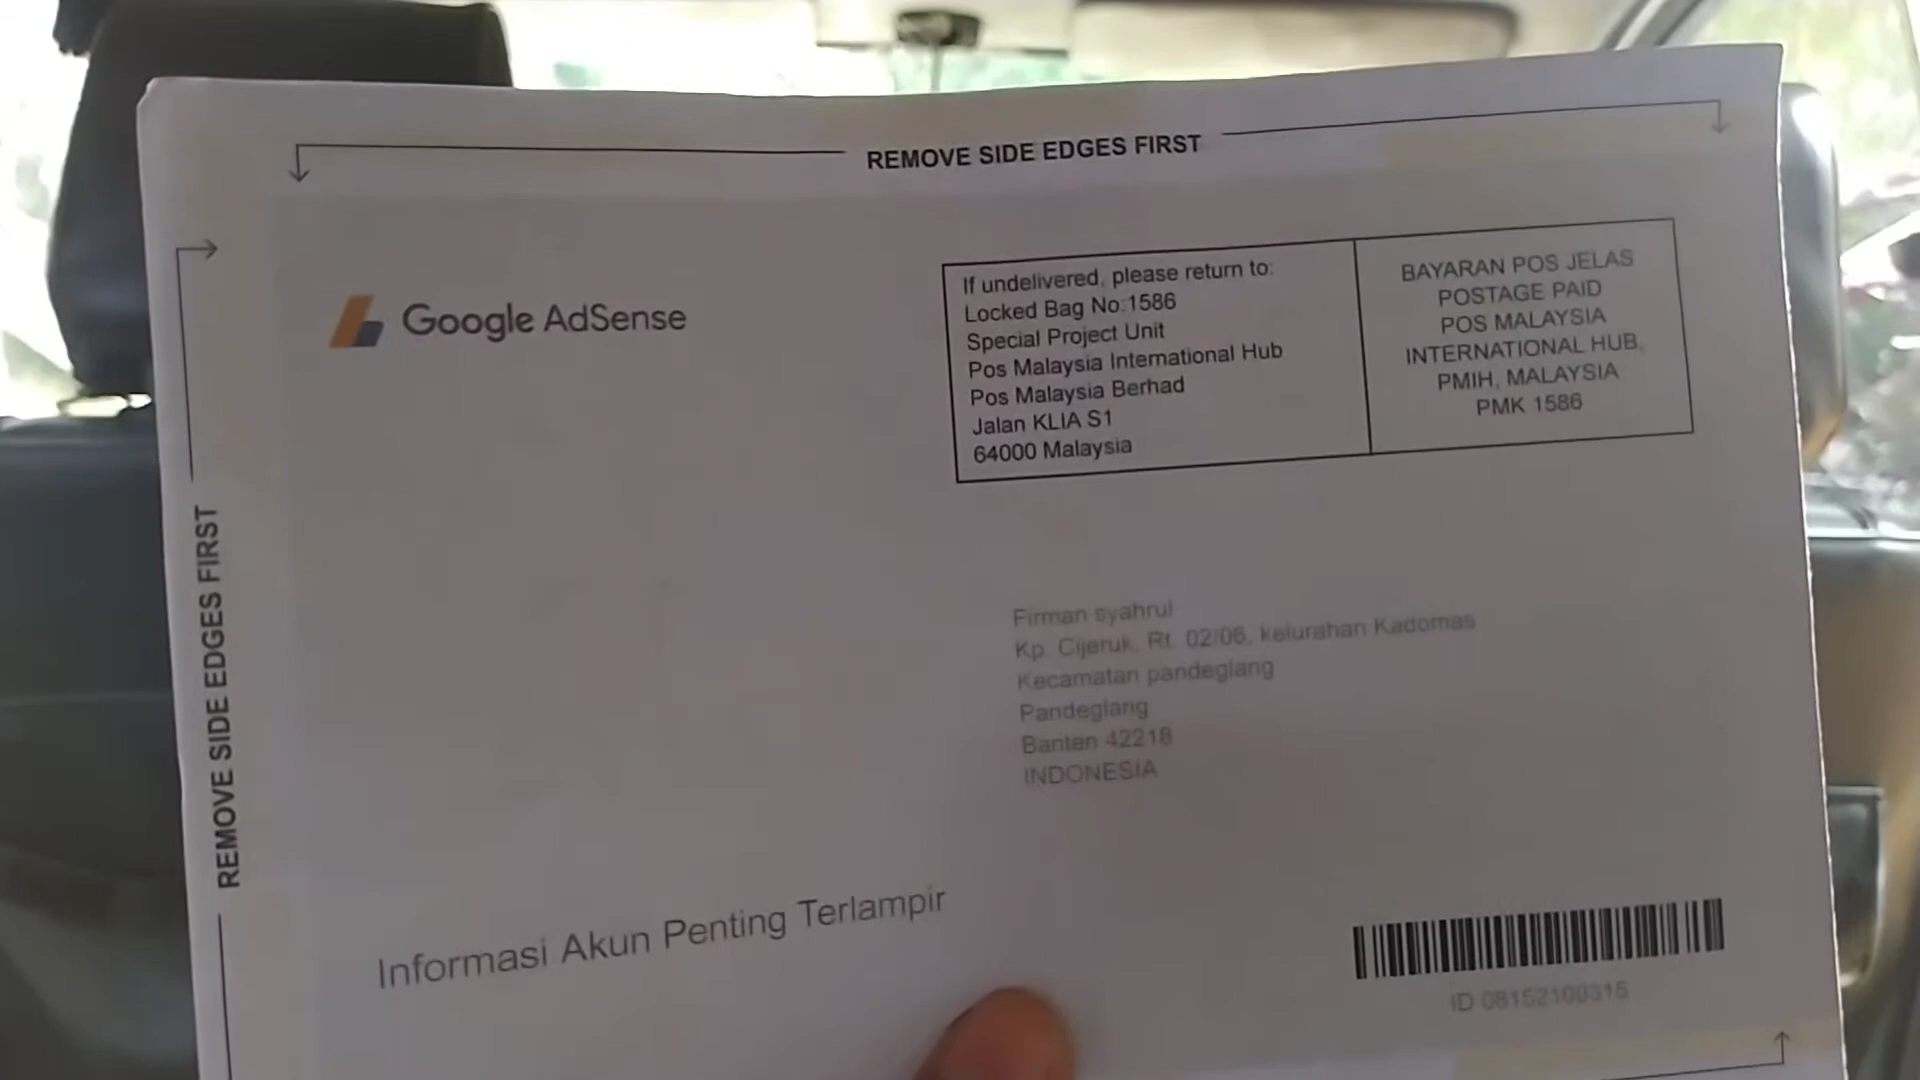 REMOVE SIDE EDGES FIRST
Google AdSense
If undelivered, please return to:
Locked Bag No:1586
Special Project Unit
Pos Malaysia International Hub
Pos Malaysia Berhad
Jalan KLIA S1
64000 Malaysia
BAYARAN POS JELAS
POSTAGE PAID
POS MALAYSIA
INTERNATIONAL HUB,
PMIH, MALAYSIA
PMK 1586
REMOVE SIDE EDGES FIRST
Firman syahrul
Kp. Cijeruk, Rt. 02/06, kelurahan Kadomas
Kecamatan pandeglang
Pandeglang
Banten 42218
INDONESIA
Informasi Akun Penting Terlampir
ID 08152100315